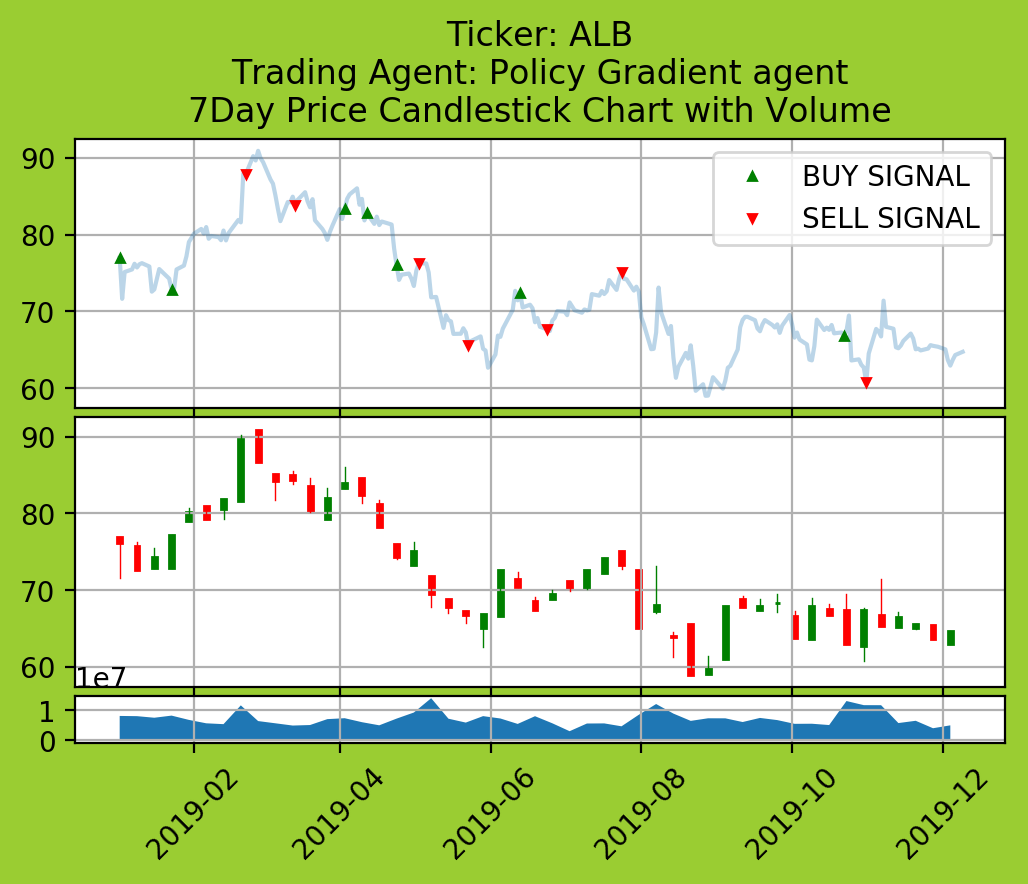 Ticker: ALB
Trading Agent: Policy Gradient agent
7Day Price Candlestick Chart with Volume
90
80
70
60
BUY SIGNAL
SELL SIGNAL
90
80
70
60
1e7
1
0
2019-02
2019-04
2019-06
2019-08
2019-10
2019-12